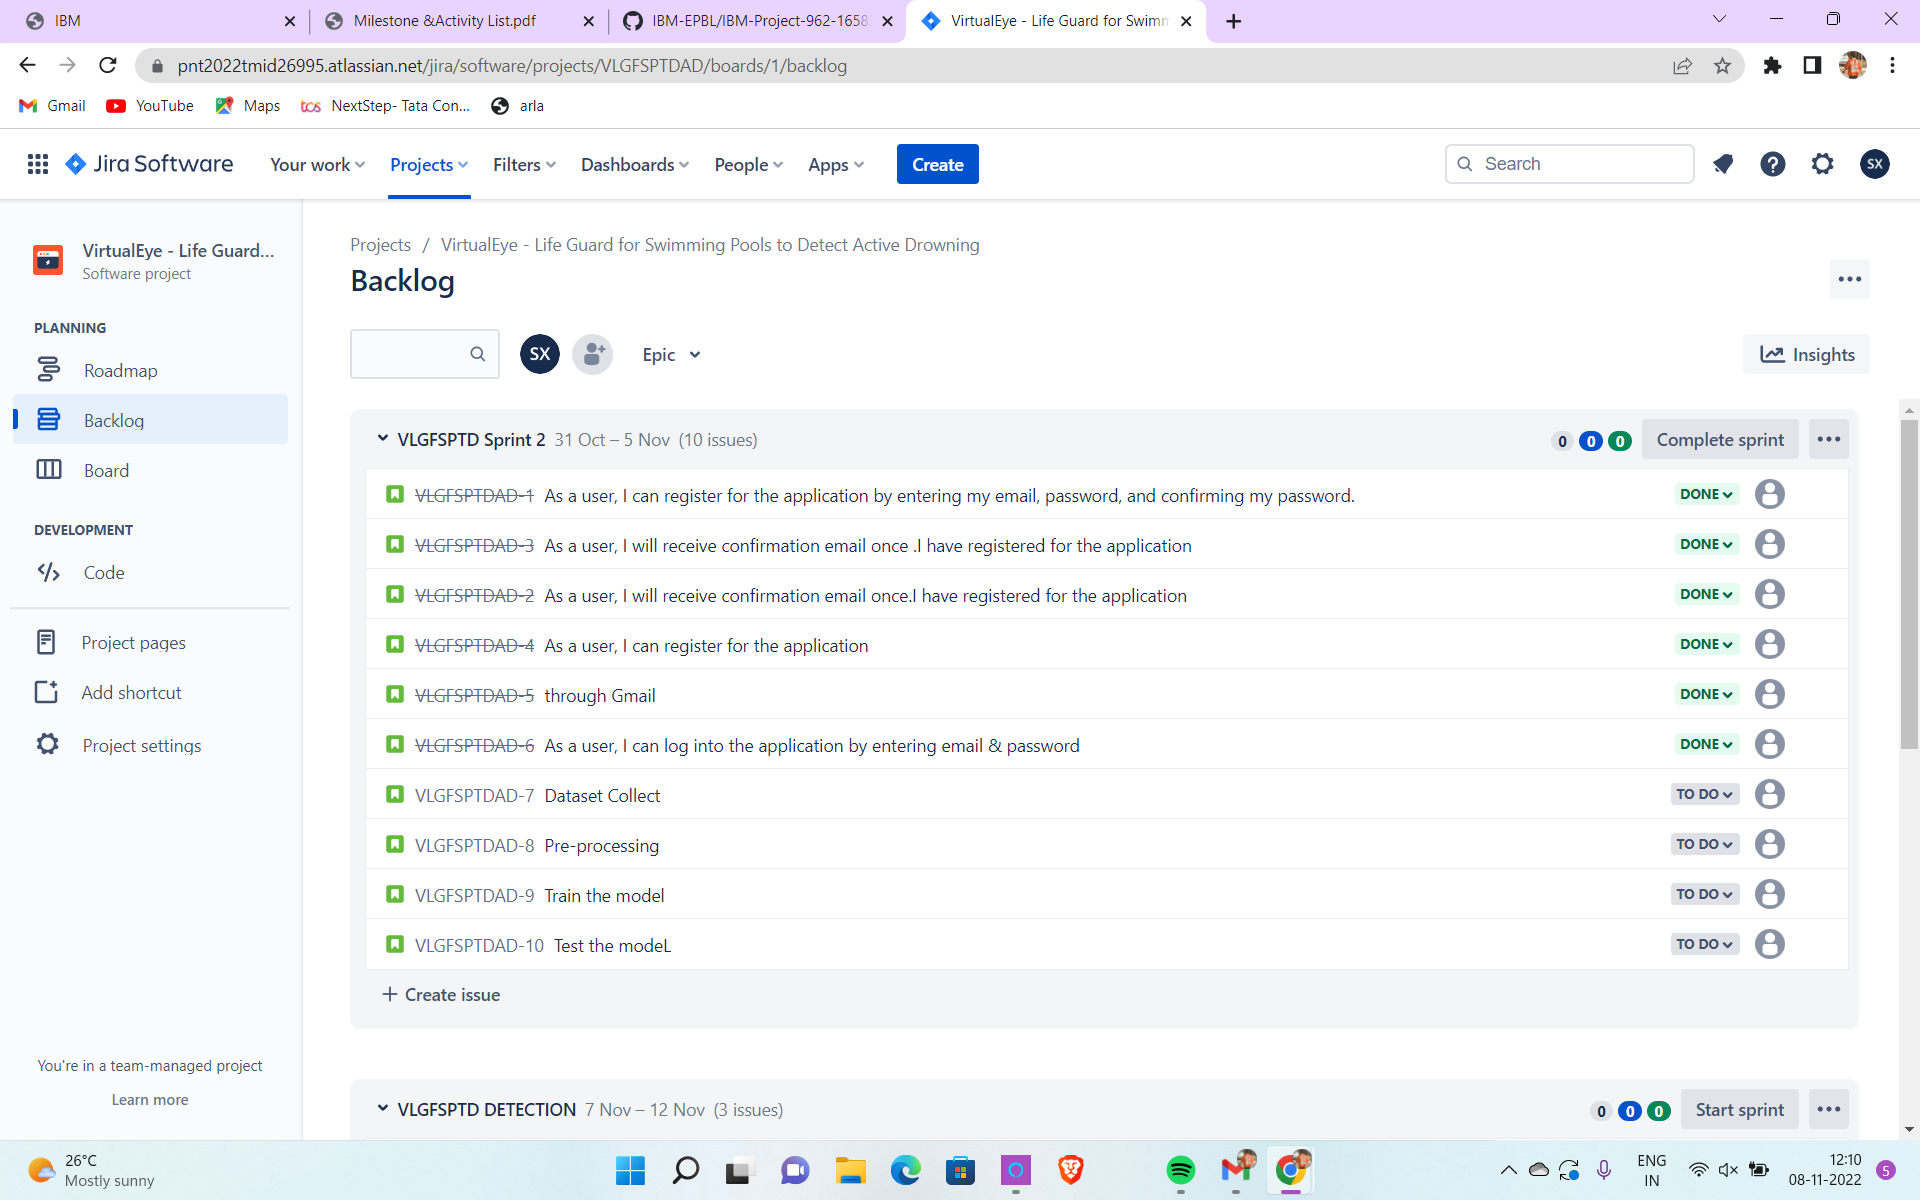 IBM
Milestone &Activity List.pdf
IBM-EPBL/IBM-Project-962-1658
VirtualEye - Life Guard for Swimm
pnt2022tmid26995.atlassian.net/jira/software/projects/VLGFSPTDAD/boards/1/backlog
Gmail
YouTube
Maps
tcs
NextStep- Tata Con...
arla
Jira Software
Your work
Projects
Filters
Dashboards
People
Apps
Create
Search
SX
VirtualEye - Life Guard...
Software project
PLANNING
Roadmap
Backlog
Board
DEVELOPMENT
Code
Project pages
Add shortcut
Project settings
You're in a team-managed project
Learn more
Projects / VirtualEye - Life Guard for Swimming Pools to Detect Active Drowning
Backlog
SX
Epic
Insights
VLGFSPTD Sprint 2 31 Oct – 5 Nov (10 issues) 0 0 0 Complete sprint
VLGFSPTDAD-1 As a user, I can register for the application by entering my email, password, and confirming my password. DONE
VLGFSPTDAD-3 As a user, I will receive confirmation email once .I have registered for the application DONE
VLGFSPTDAD-2 As a user, I will receive confirmation email once.I have registered for the application DONE
VLGFSPTDAD-4 As a user, I can register for the application DONE
VLGFSPTDAD-5 through Gmail DONE
VLGFSPTDAD-6 As a user, I can log into the application by entering email & password DONE
VLGFSPTDAD-7 Dataset Collect TO DO
VLGFSPTDAD-8 Pre-processing TO DO
VLGFSPTDAD-9 Train the model TO DO
VLGFSPTDAD-10 Test the modeL TO DO
+ Create issue
VLGFSPTD DETECTION 7 Nov – 12 Nov (3 issues) 0 0 0 Start sprint
26°C
Mostly sunny
ENG
IN
12:10
08-11-2022
5